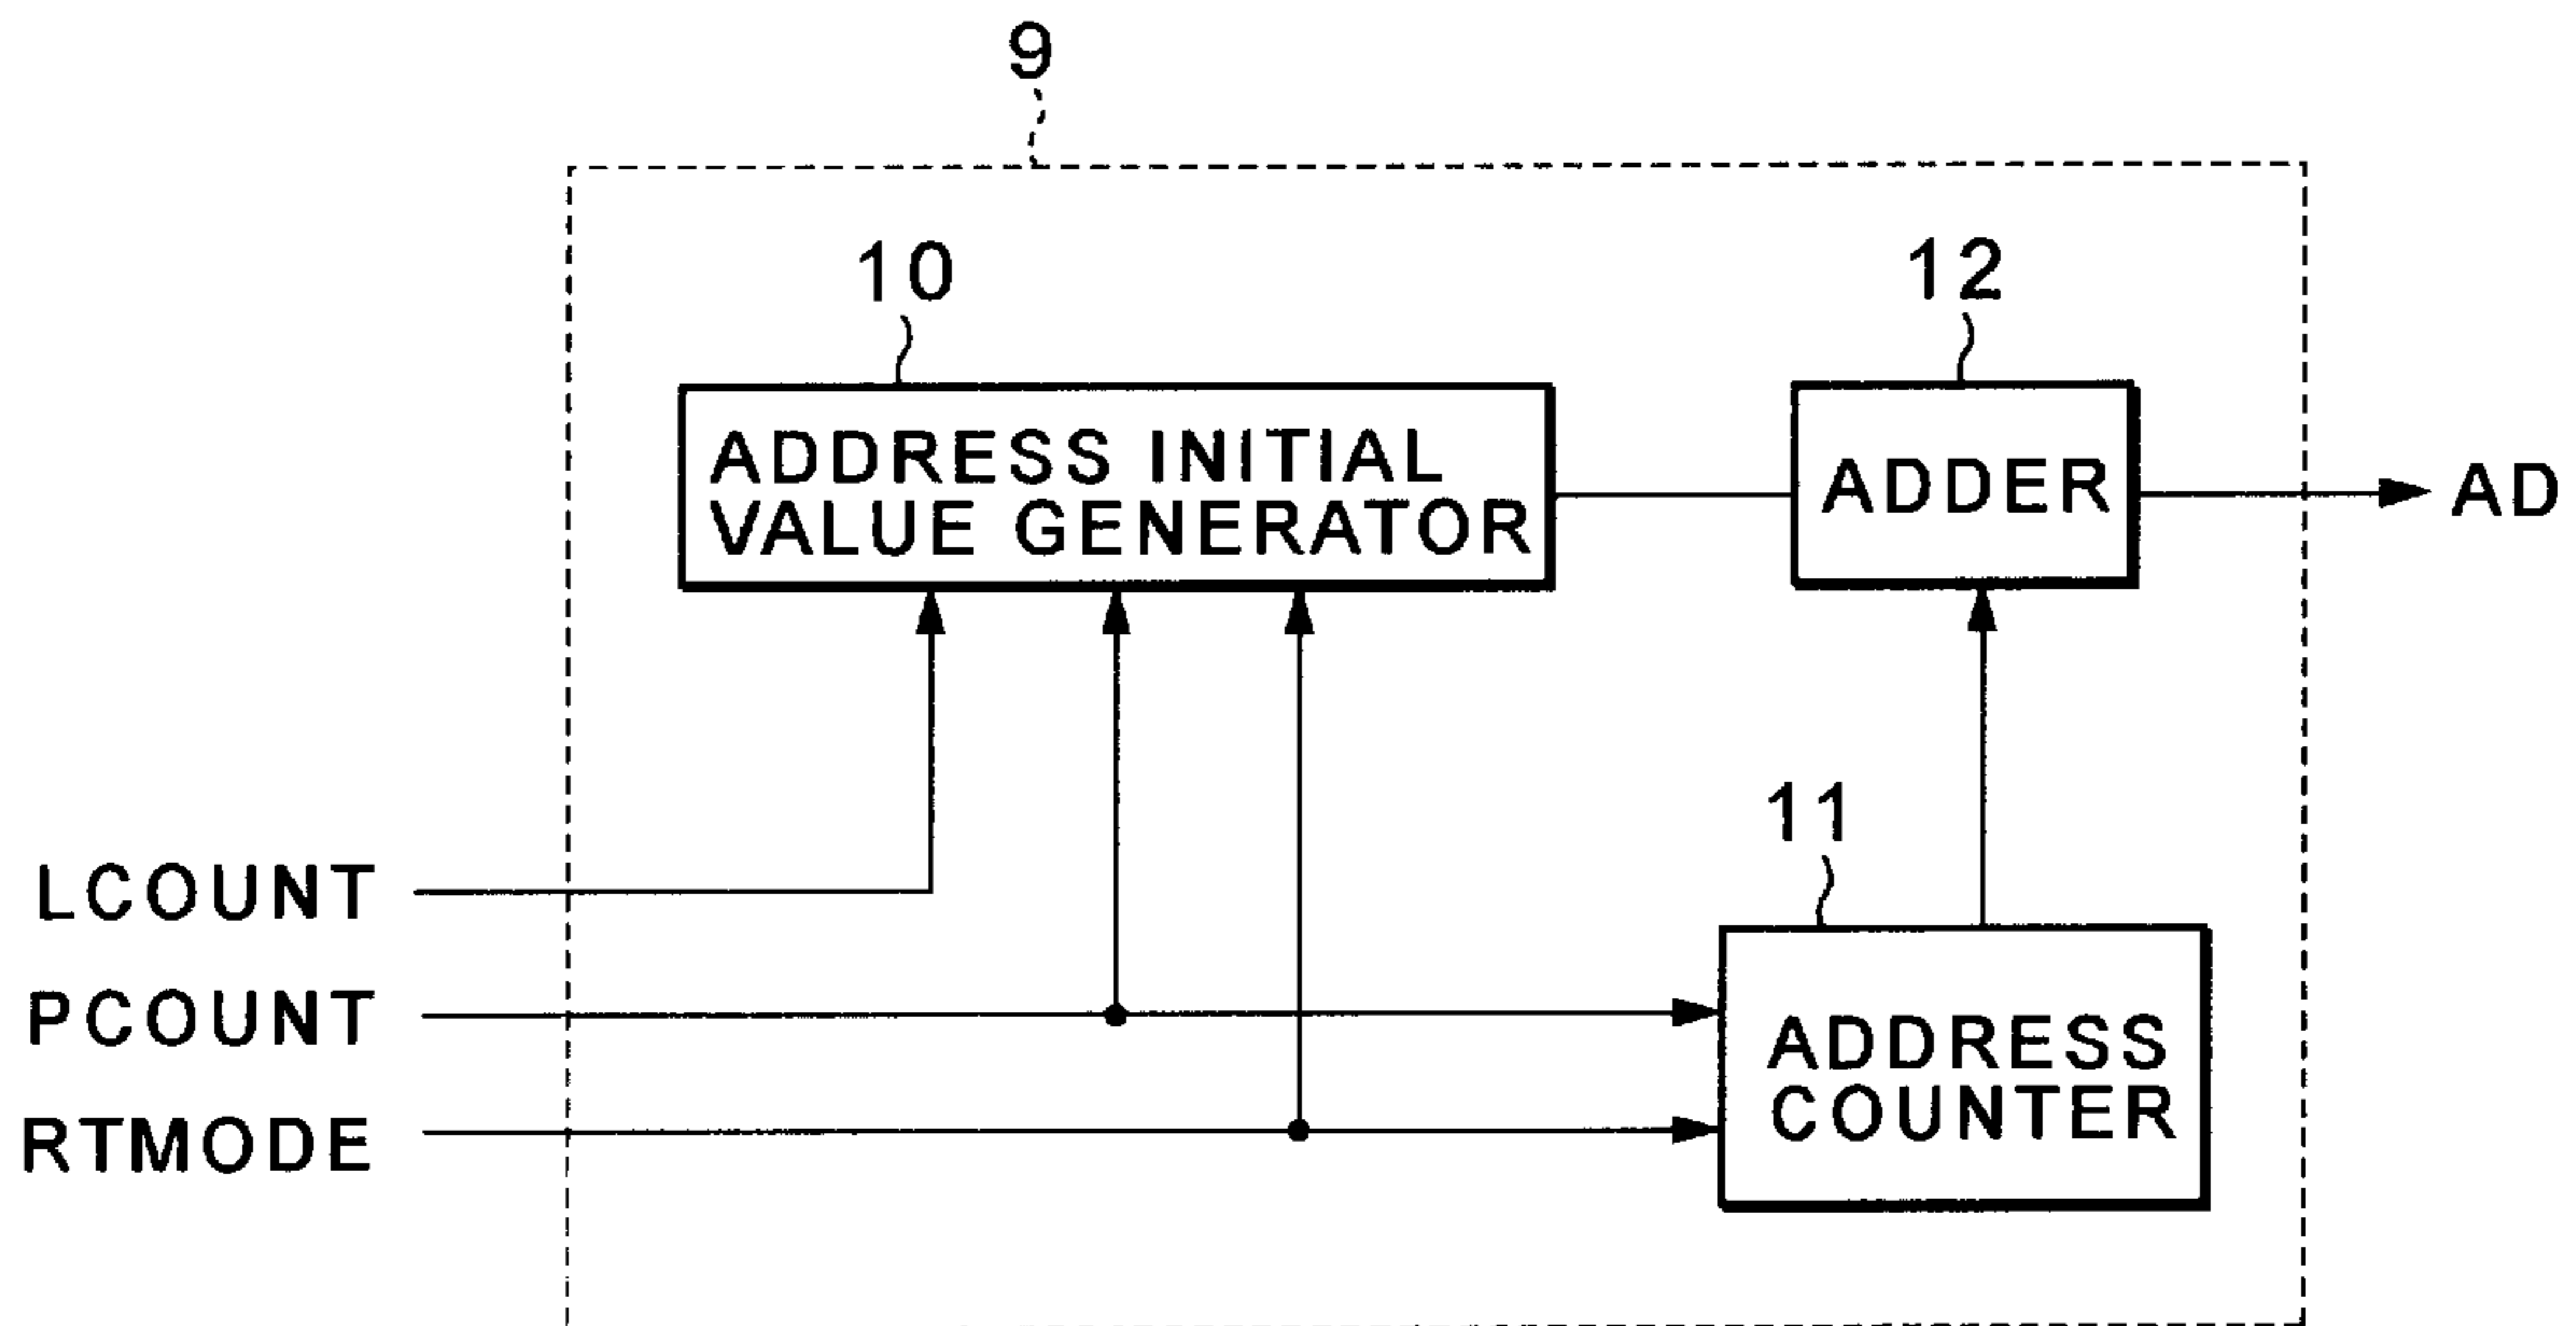 9
10
12
ADDRESS INITIAL
VALUE GENERATOR
ADDER
AD
11
LCOUNT
PCOUNT
RTMODE
ADDRESS
COUNTER